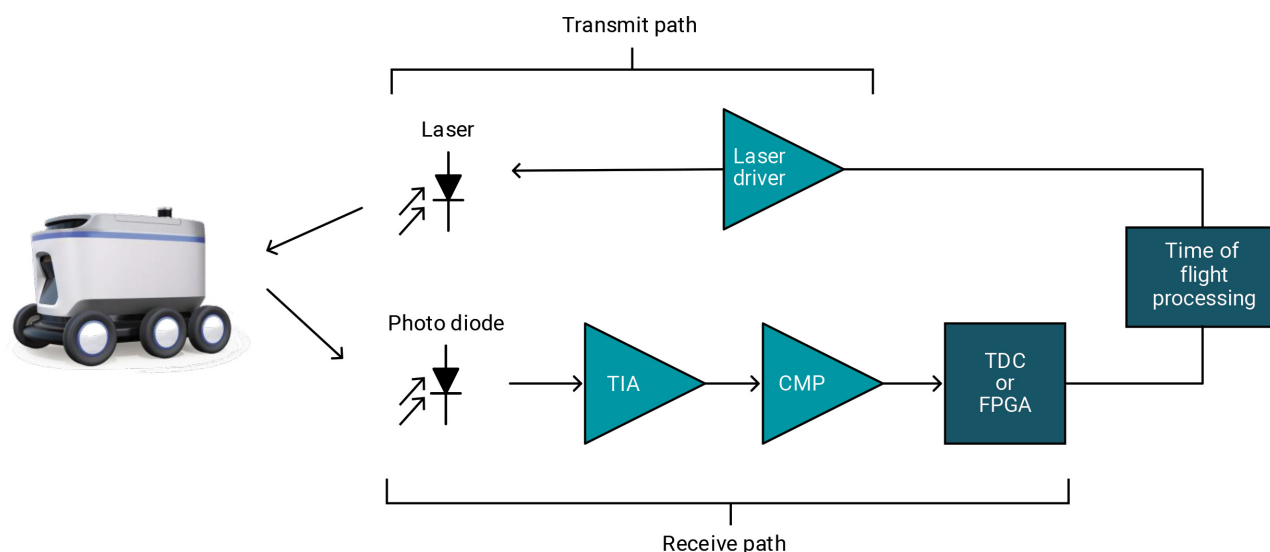 Transmit path
Laser
Laser
driver
Time of
flight
processing
Photo diode
TIA
CMP
TDC
or
FPGA
Receive path